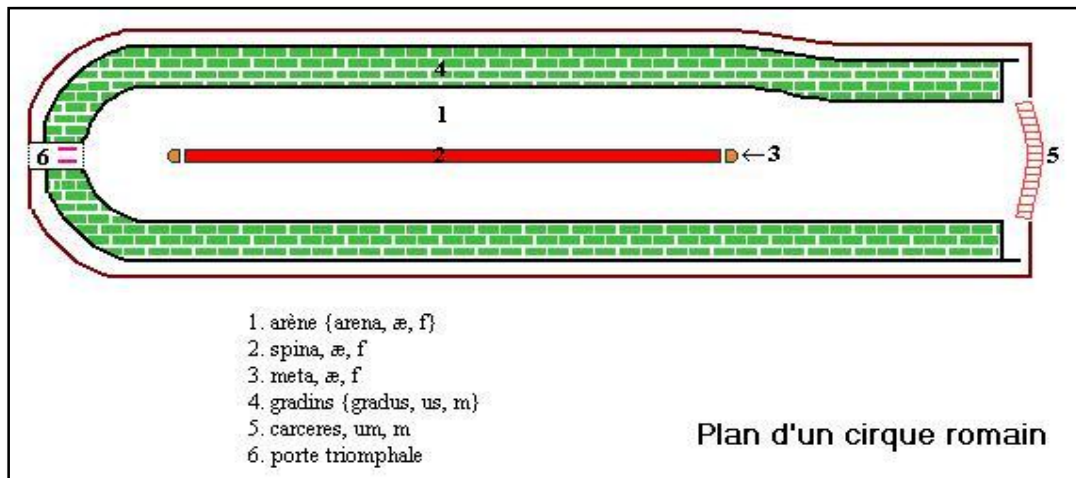 4
1
6
2
←3
5
1. arène {arena, æ, f}
2. spina, æ, f
3. meta, æ, f
4. gradins {gradus, us, m}
5. carceres, um, m
6. porte triomphale
Plan d'un cirque romain